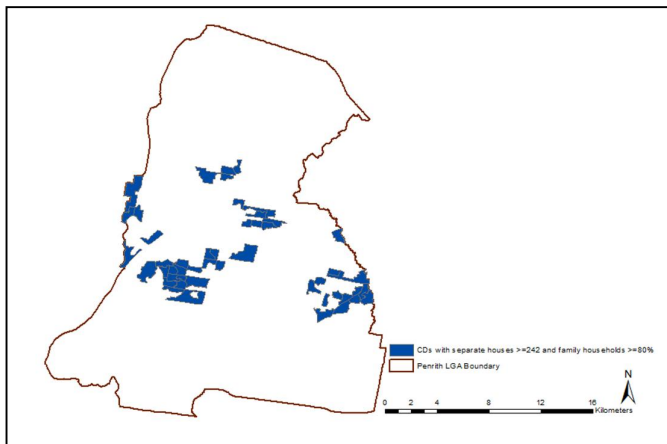 CDs with separate houses >=242 and family households >=80%
Penrith LGA Boundary
N
0 2 4 8 12 16
Kilometers